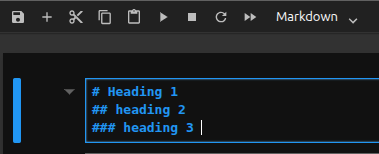 Markdown
# Heading 1
## heading 2
### heading 3